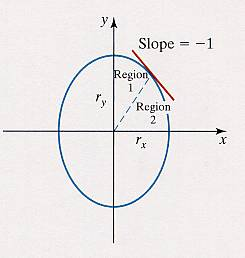 y
Slope = −1
Region
1
r_y
Region
2
x
r_x